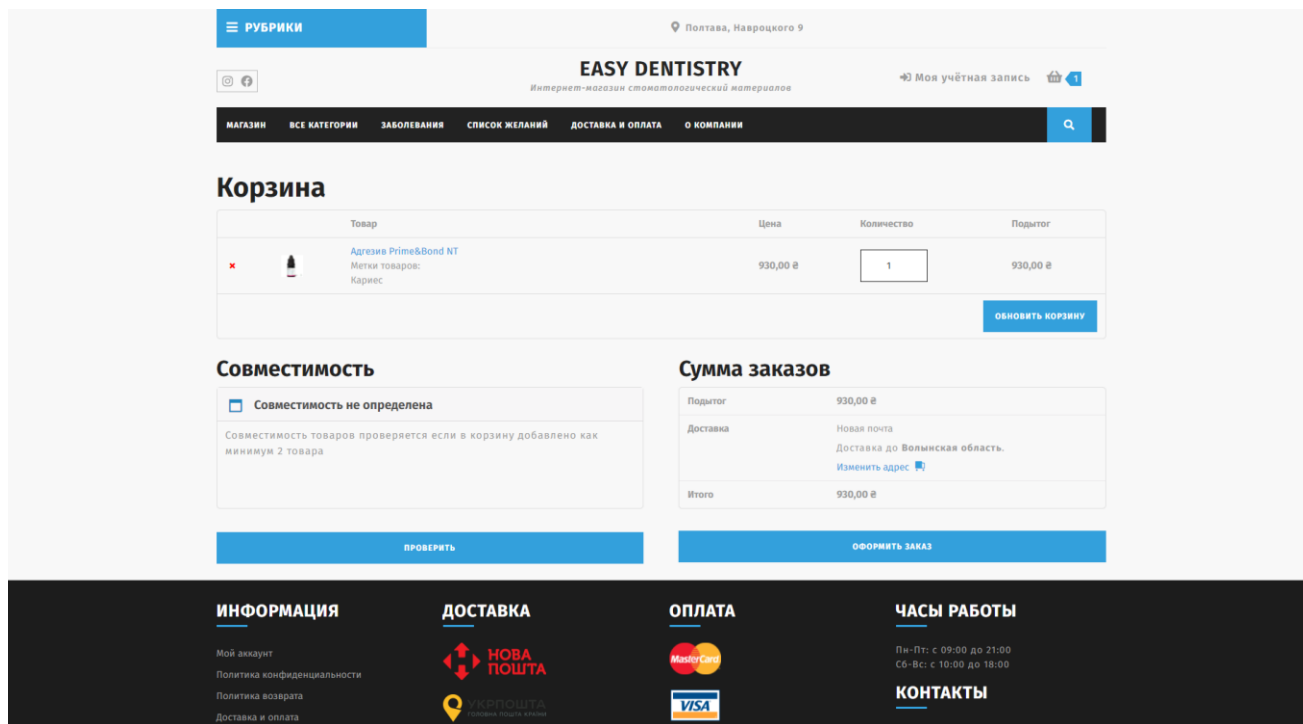 РУБРИКИ
Полтава, Навроцкого 9
EASY DENTISTRY
Интернет-магазин стоматологический материалов
Моя учётная запись
1
МАГАЗИН ВСЕ КАТЕГОРИИ ЗАБОЛЕВАНИЯ СПИСОК ЖЕЛАНИЙ ДОСТАВКА И ОПЛАТА О КОМПАНИИ
Корзина
Товар Цена Количество Подытог
× Адгезив Prime&Bond NT 930,00 ₴ 1 930,00 ₴
Метки товаров:
Кариес
ОБНОВИТЬ КОРЗИНУ
Совместимость
Совместимость не определена
Совместимость товаров проверяется если в корзину добавлено как
минимум 2 товара
ПРОВЕРИТЬ
Сумма заказов
Подытог 930,00 ₴
Доставка Новая почта
Доставка до Волынская область.
Изменить адрес
Итого 930,00 ₴
ОФОРМИТЬ ЗАКАЗ
ИНФОРМАЦИЯ
Мой аккаунт
Политика конфиденциальности
Политика возврата
Доставка и оплата
ДОСТАВКА
НОВА
ПОШТА
УКРПОШТА
ГОЛОВНА ПОШТА КРАЇНИ
ОПЛАТА
MasterCard
VISA
ЧАСЫ РАБОТЫ
Пн-Пт: с 09:00 до 21:00
Сб-Вс: с 10:00 до 18:00
КОНТАКТЫ